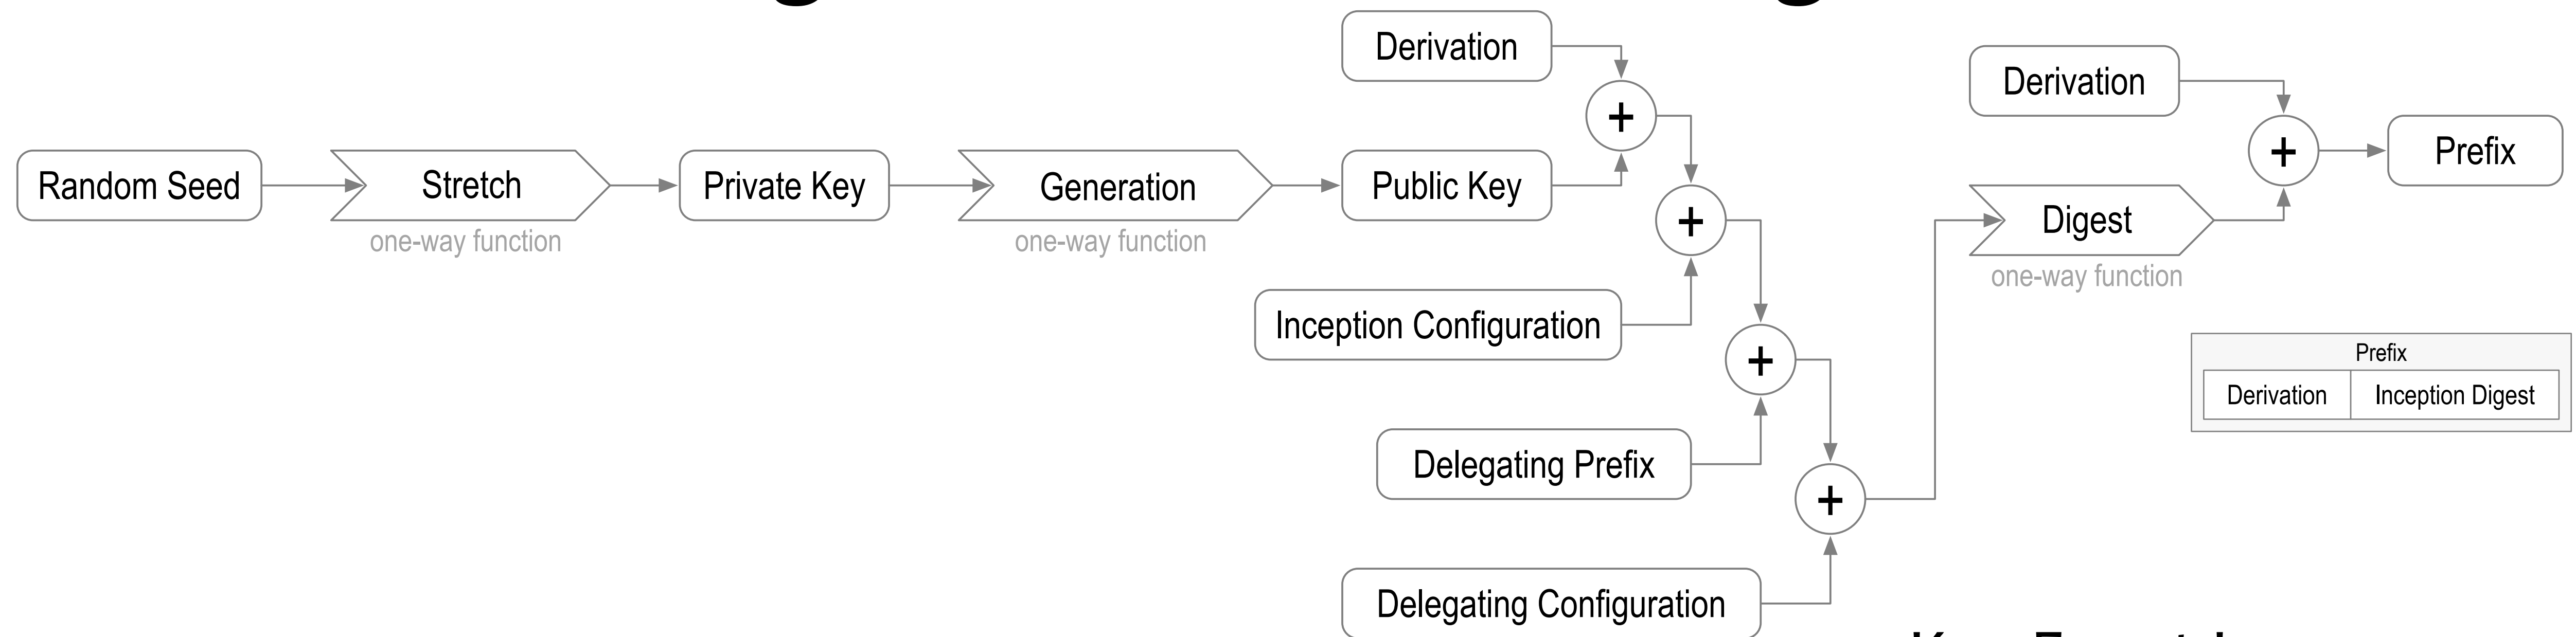 Derivation
+
Random Seed
Stretch
one-way function
Private Key
Generation
one-way function
Public Key
+
Inception Configuration
+
Delegating Prefix
+
Delegating Configuration
Derivation
+
Prefix
Digest
one-way function
Prefix
Derivation Inception Digest